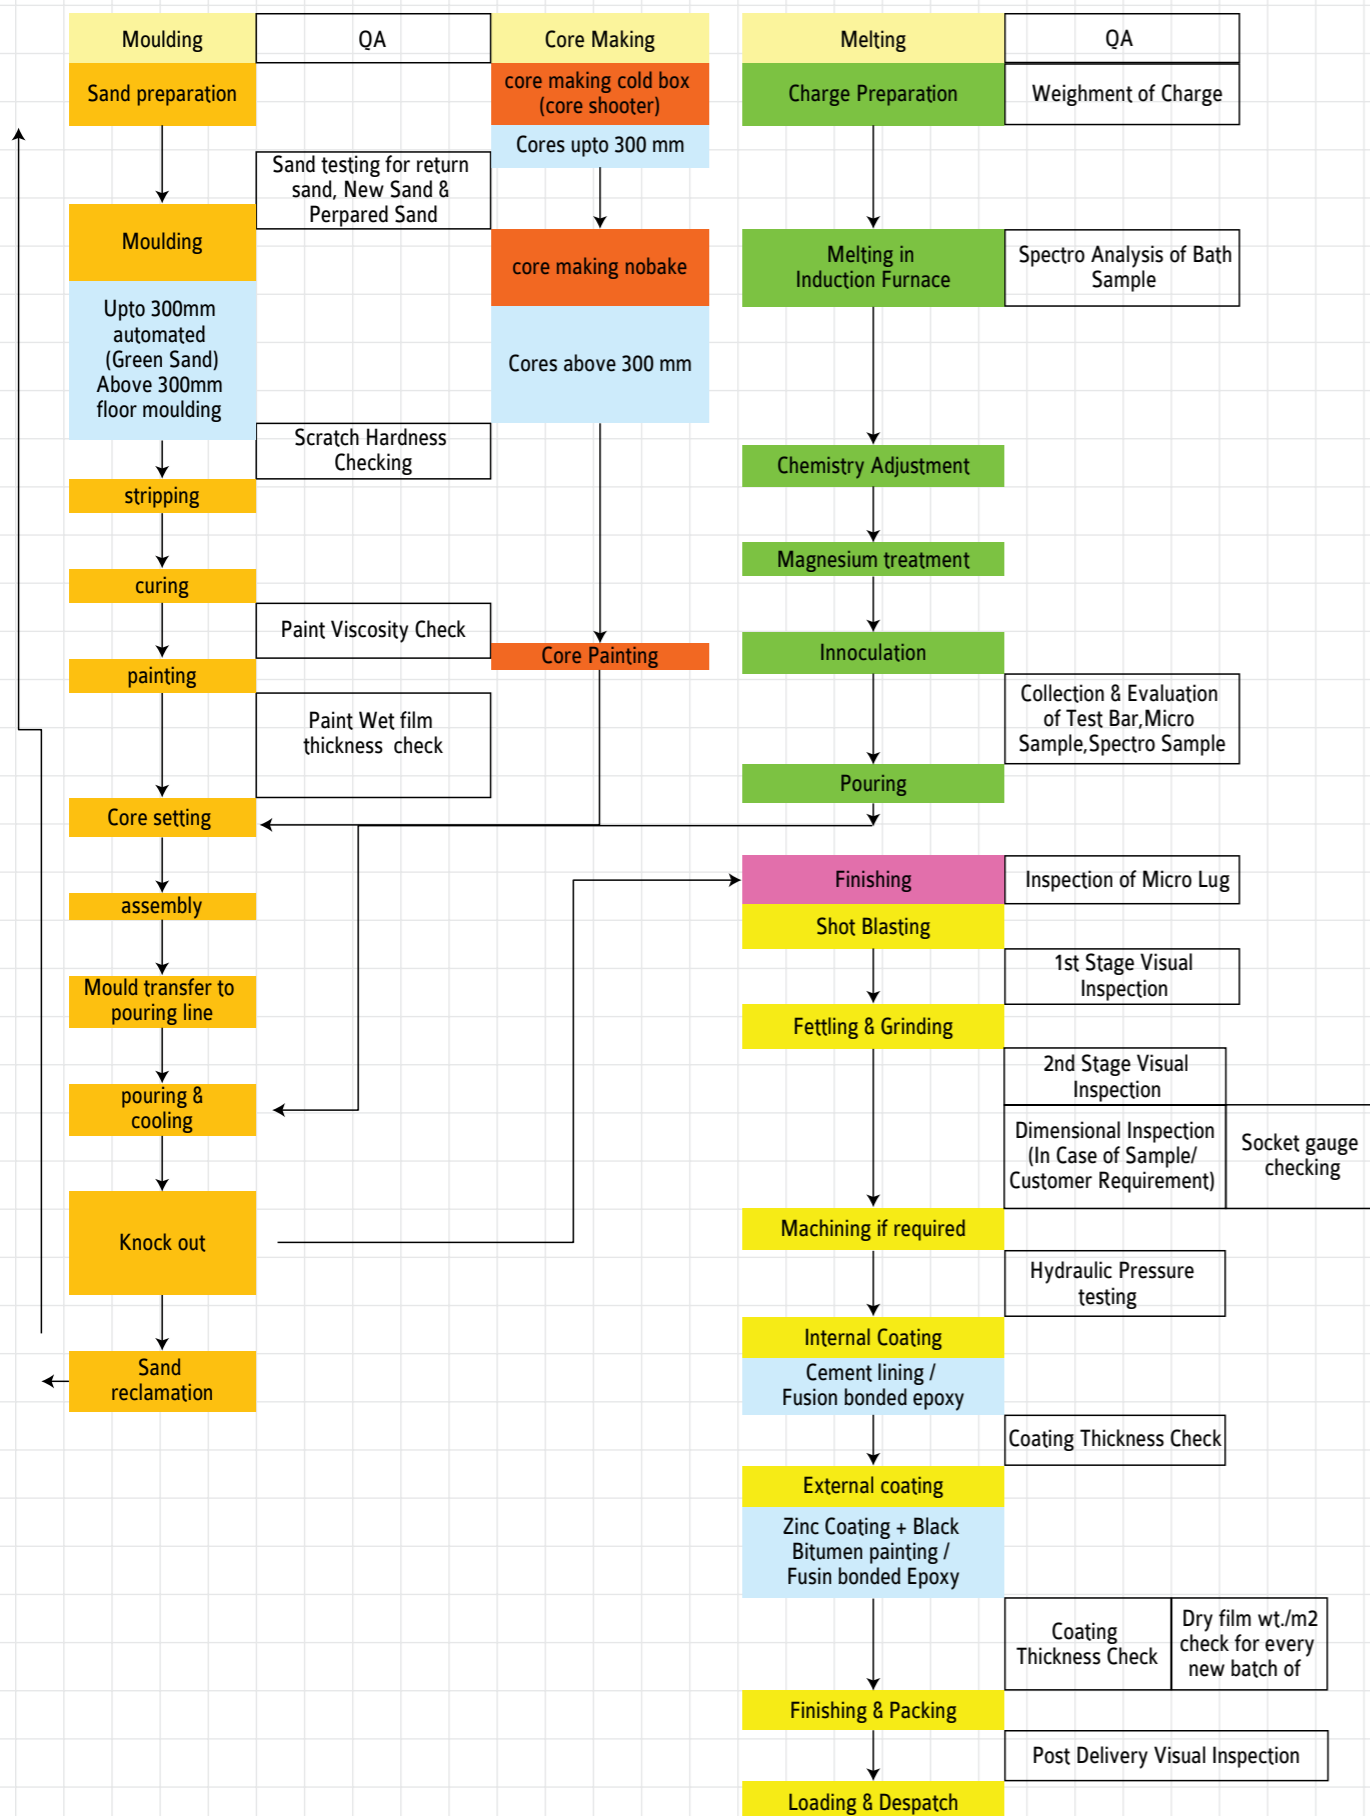 Moulding
QA
Core Making
Melting
QA
Sand preparation
core making cold box
(core shooter)
Cores upto 300 mm
Charge Preparation
Weighment of Charge
Sand testing for return
sand, New Sand &
Perpared Sand
Moulding
Upto 300mm
automated
(Green Sand)
Above 300mm
floor moulding
core making nobake
Cores above 300 mm
Melting in
Induction Furnace
Spectro Analysis of Bath
Sample
Scratch Hardness
Checking
stripping
Chemistry Adjustment
curing
Magnesium treatment
Paint Viscosity Check
Core Painting
Innoculation
painting
Paint Wet film
thickness check
Collection & Evaluation
of Test Bar,Micro
Sample,Spectro Sample
Pouring
Core setting
assembly
Finishing
Inspection of Micro Lug
Shot Blasting
Mould transfer to
pouring line
1st Stage Visual
Inspection
Fettling & Grinding
pouring &
cooling
2nd Stage Visual
Inspection
Dimensional Inspection
(In Case of Sample/
Customer Requirement)
Socket gauge
checking
Knock out
Machining if required
Hydraulic Pressure
testing
Sand
reclamation
Internal Coating
Cement lining /
Fusion bonded epoxy
Coating Thickness Check
External coating
Zinc Coating + Black
Bitumen painting /
Fusin bonded Epoxy
Coating
Thickness Check
Dry film wt./m2
check for every
new batch of
Finishing & Packing
Post Delivery Visual Inspection
Loading & Despatch